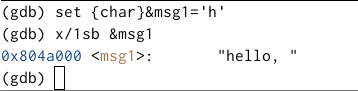 (gdb) set {char}&msg1='h'
(gdb) x/1sb &msg1
0x804a000 <msg1>: "hello, "
(gdb)